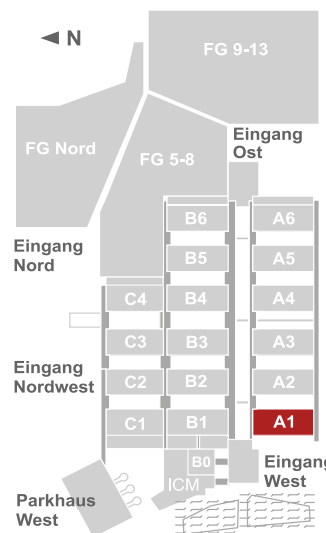 N
FG 9-13
FG Nord
FG 5-8
Eingang
Ost
B6
A6
Eingang
Nord
B5
A5
C4
B4
A4
C3
B3
A3
Eingang
Nordwest
C2
B2
A2
C1
B1
A1
B0
Eingang
West
ICM
Parkhaus
West